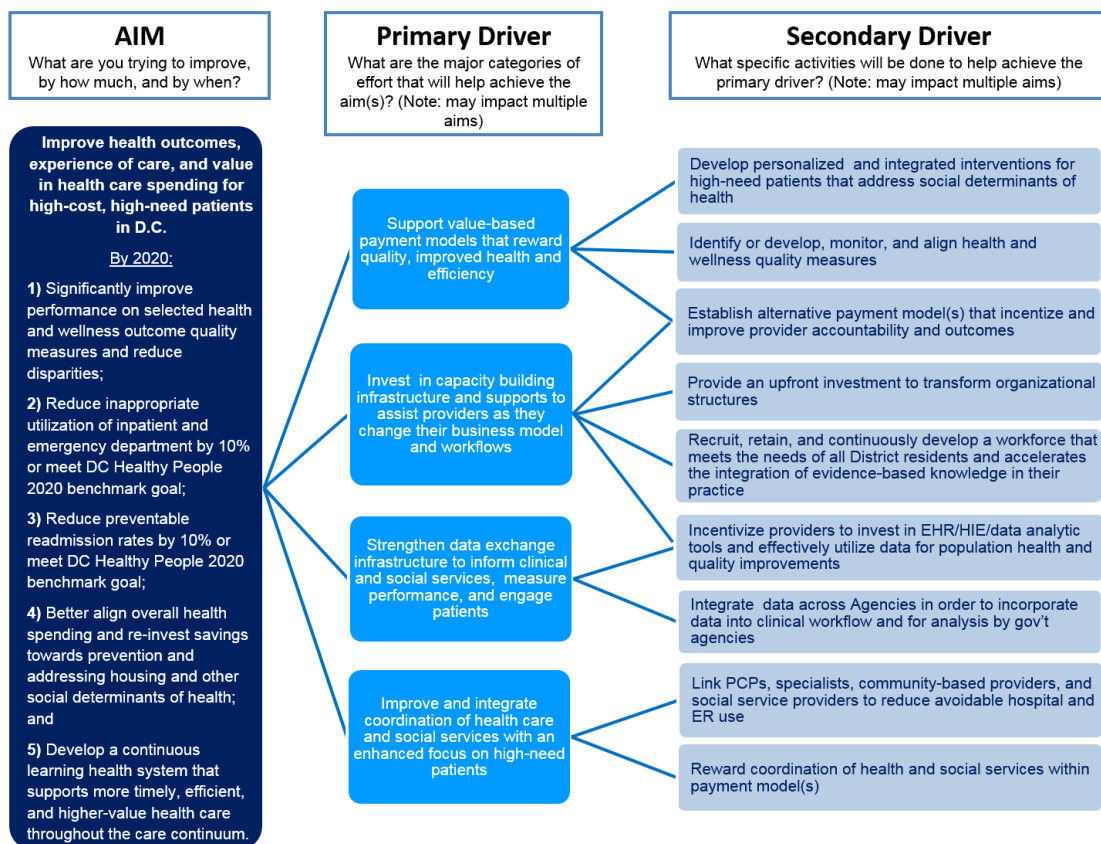 AIM
What are you trying to improve,
by how much, and by when?
Primary Driver
What are the major categories
of effort that will help achieve the
aim(s)? (Note: may impact multiple
aims)
Secondary Driver
What specific activities will be done to help achieve the
primary driver? (Note: may impact multiple aims)
Improve health outcomes,
experience of care, and value
in health care spending for
high-cost, high-need patients
in D.C.
By 2020:
1) Significantly improve
performance on selected health
and wellness outcome quality
measures and reduce
disparities;
2) Reduce inappropriate
utilization of inpatient and
emergency department by 10%
or meet DC Healthy People
2020 benchmark goal;
3) Reduce preventable
readmission rates by 10% or
meet DC Healthy People 2020
benchmark goal;
4) Better align overall health
spending and re-invest savings
towards prevention and
addressing housing and other
social determinants of health;
and
5) Develop a continuous
learning health system that
supports more timely, efficient,
and higher-value health care
throughout the care continuum.
Support value-based
payment models that reward
quality, improved health and
efficiency
Invest in capacity building
infrastructure and supports to
assist providers as they
change their business model
and workflows
Strengthen data exchange
infrastructure to inform clinical
and social services, measure
performance, and engage
patients
Improve and integrate
coordination of health care
and social services with an
enhanced focus on high-need
patients
Develop personalized and integrated interventions for
high-need patients that address social determinants of
health
Identify or develop, monitor, and align health and
wellness quality measures
Establish alternative payment model(s) that incentize and
improve provider accountability and outcomes
Provide an upfront investment to transform organizational
structures
Recruit, retain, and continuously develop a workforce that
meets the needs of all District residents and accelerates
the integration of evidence-based knowledge in their
practice
Incentivize providers to invest in EHR/HIE/data analytic
tools and effectively utilize data for population health and
quality improvements
Integrate data across Agencies in order to incorporate
data into clinical workflow and for analysis by gov't
agencies
Link PCPs, specialists, community-based providers, and
social service providers to reduce avoidable hospital and
ER use
Reward coordination of health and social services within
payment model(s)